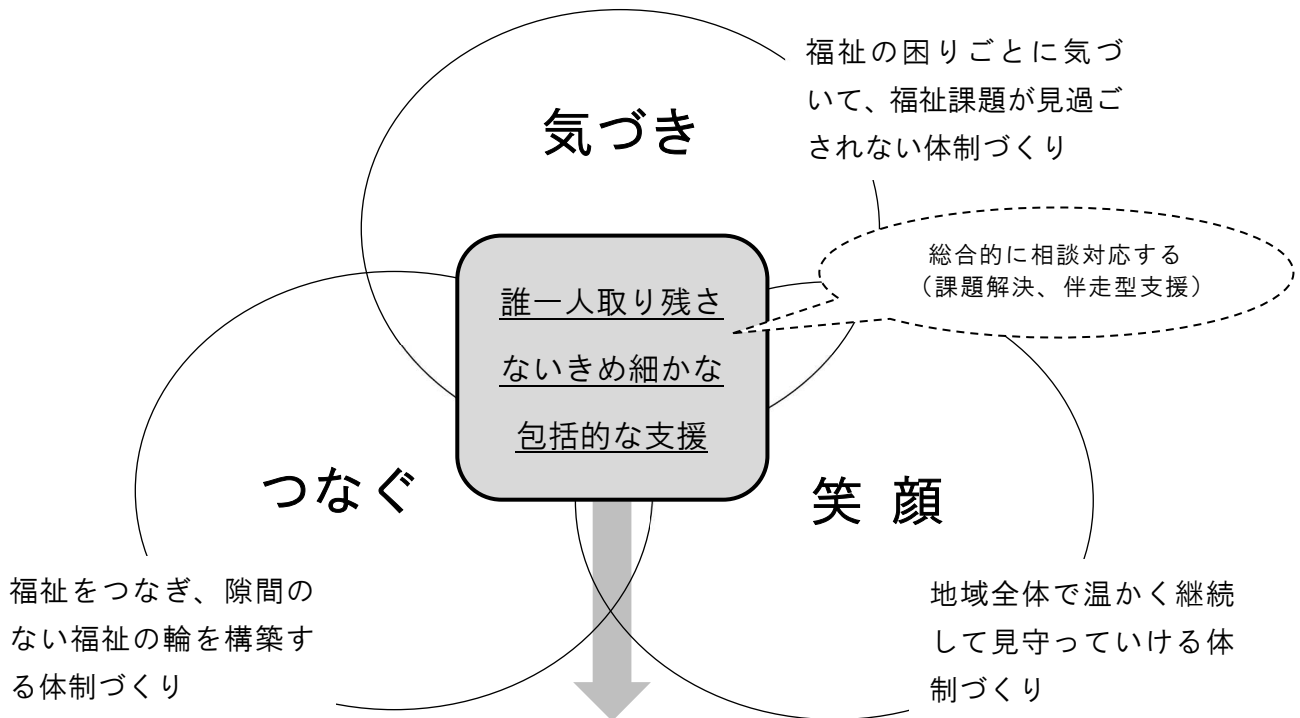 気づき
福祉の困りごとに気づ
いて、福祉課題が見過ご
されない体制づくり
総合的に相談対応する
（課題解決、伴走型支援）
誰一人取り残さ
ないきめ細かな
包括的な支援
つなぐ
笑 顔
福祉をつなぎ、隙間の
ない福祉の輪を構築す
る体制づくり
地域全体で温かく継続
して見守っていける体
制づくり